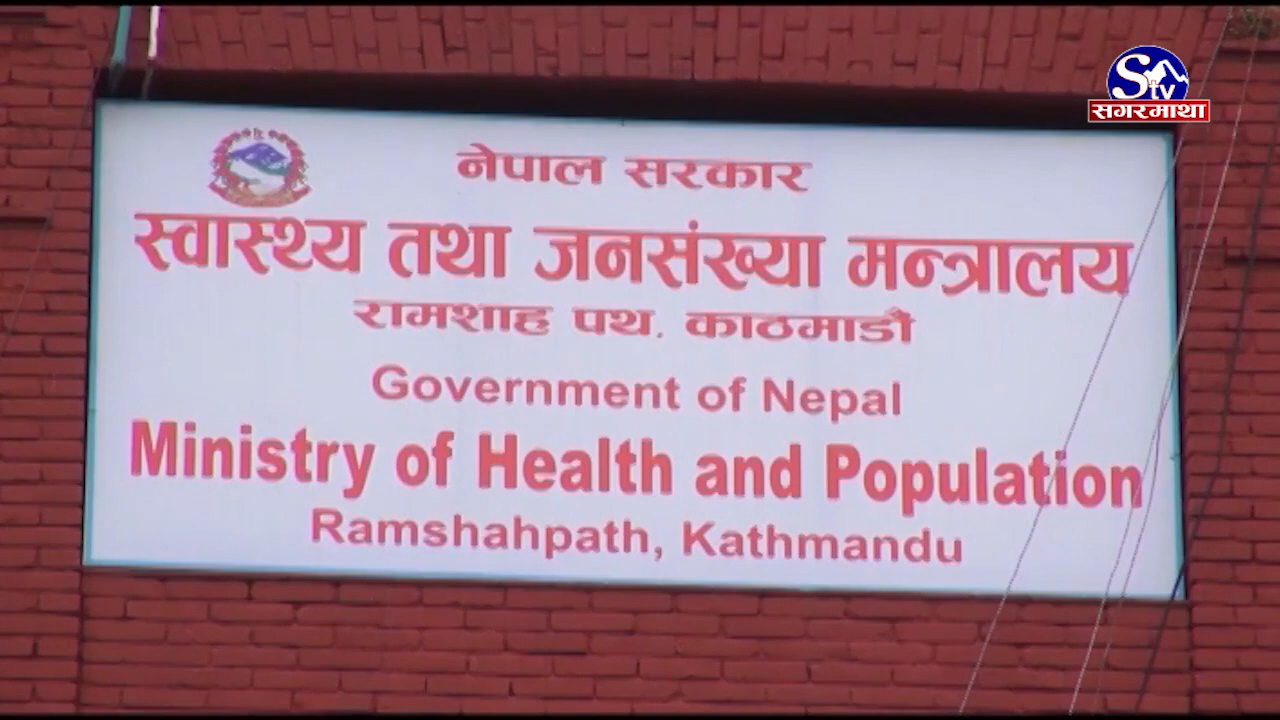 STV
सगरमाथा
नेपाल सरकार
स्वास्थ्य तथा जनसंख्या मन्त्रालय
रामशाह पथ, काठमाडौं
Government of Nepal
Ministry of Health and Population
Ramshahpath, Kathmandu